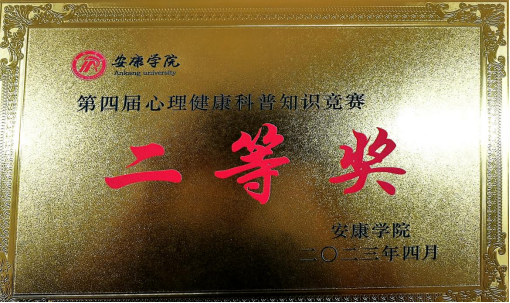 安康学院
Ankang university
第四届心理健康科普知识竞赛
二等奖
安康学院
二〇二三年四月